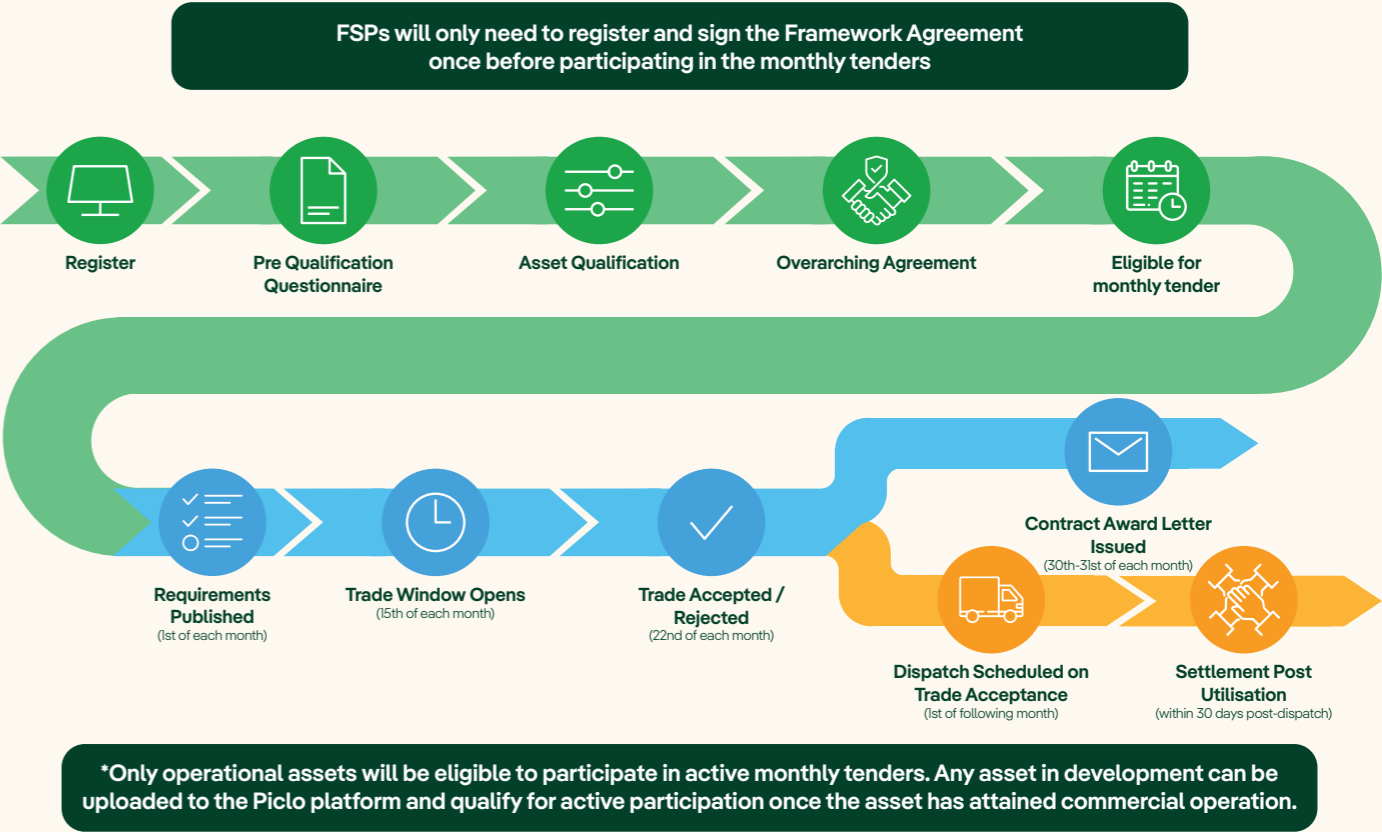 FSPs will only need to register and sign the Framework Agreement
once before participating in the monthly tenders
Register
Pre Qualification
Questionnaire
Asset Qualification
Overarching Agreement
Eligible for
monthly tender
Requirements
Published
(1st of each month)
Trade Window Opens
(15th of each month)
Trade Accepted /
Rejected
(22nd of each month)
Contract Award Letter
Issued
(30th-31st of each month)
Dispatch Scheduled on
Trade Acceptance
(1st of following month)
Settlement Post
Utilisation
(within 30 days post-dispatch)
*Only operational assets will be eligible to participate in active monthly tenders. Any asset in development can be
uploaded to the Piclo platform and qualify for active participation once the asset has attained commercial operation.